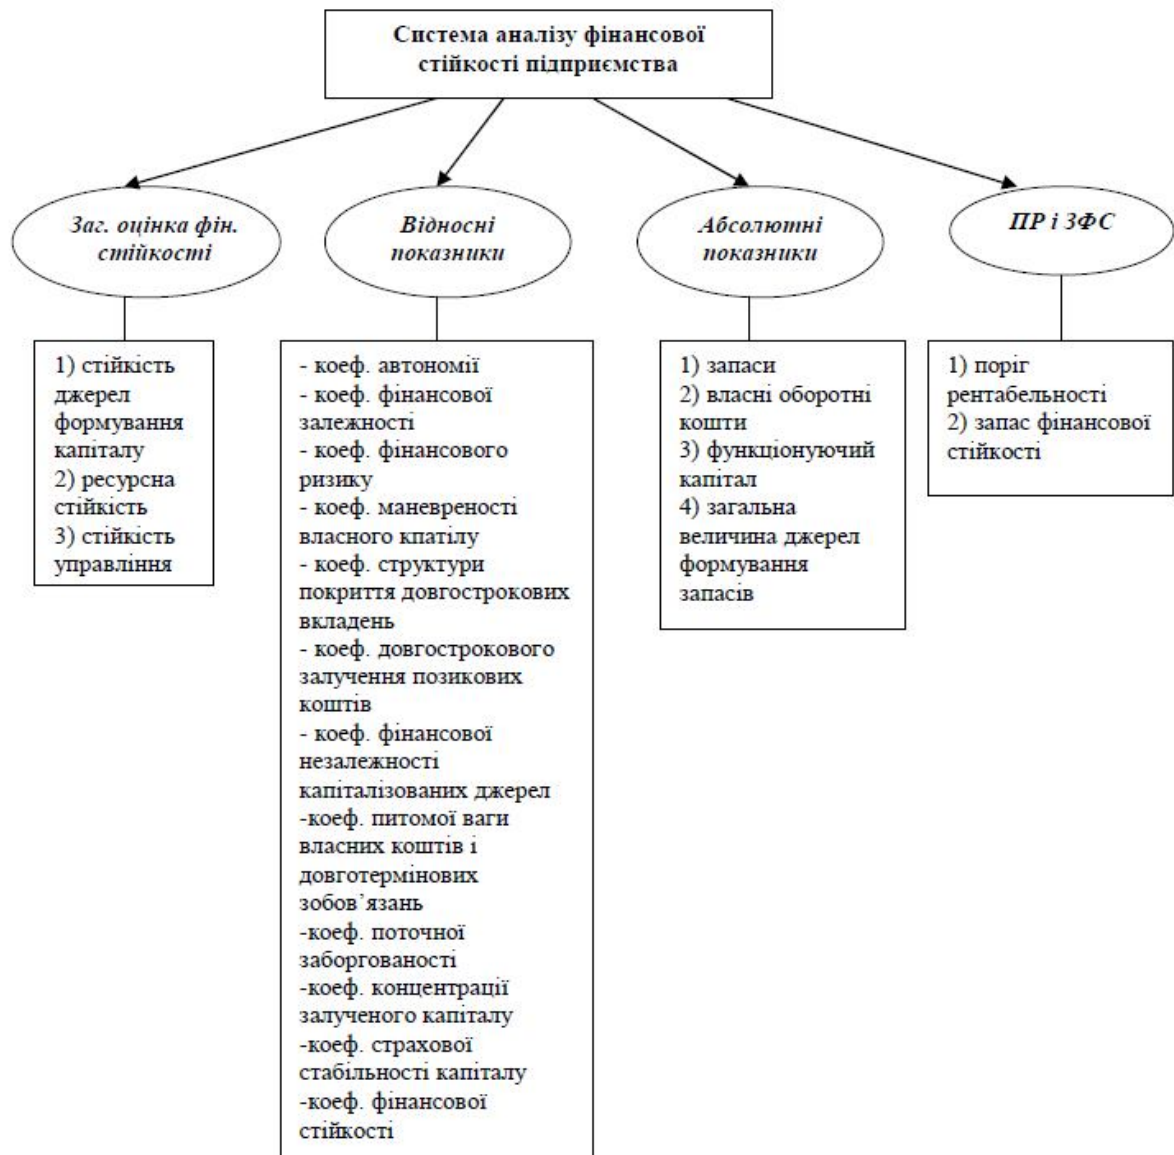 Система аналізу фінансової
стійкості підприємства
Заг. оцінка фін.
стійкості
Відносні
показники
Абсолютні
показники
ПР і ЗФС
1) стійкість
джерел
формування
капіталу
2) ресурсна
стійкість
3) стійкість
управління
- коеф. автономії
- коеф. фінансової
залежності
- коеф. фінансового
ризику
- коеф. маневреності
власного кпатілу
- коеф. структури
покриття довгострокових
вкладень
- коеф. довгострокового
залучення позикових
коштів
- коеф. фінансової
незалежності
капіталізованих джерел
-коеф. питомої ваги
власних коштів і
довготермінових
зобов’язань
-коеф. поточної
заборгованості
-коеф. концентрації
залученого капіталу
-коеф. страхової
стабільності капіталу
-коеф. фінансової
стійкості
1) запаси
2) власні оборотні
кошти
3) функціонуючий
капітал
4) загальна
величина джерел
формування
запасів
1) поріг
рентабельності
2) запас фінансової
стійкості